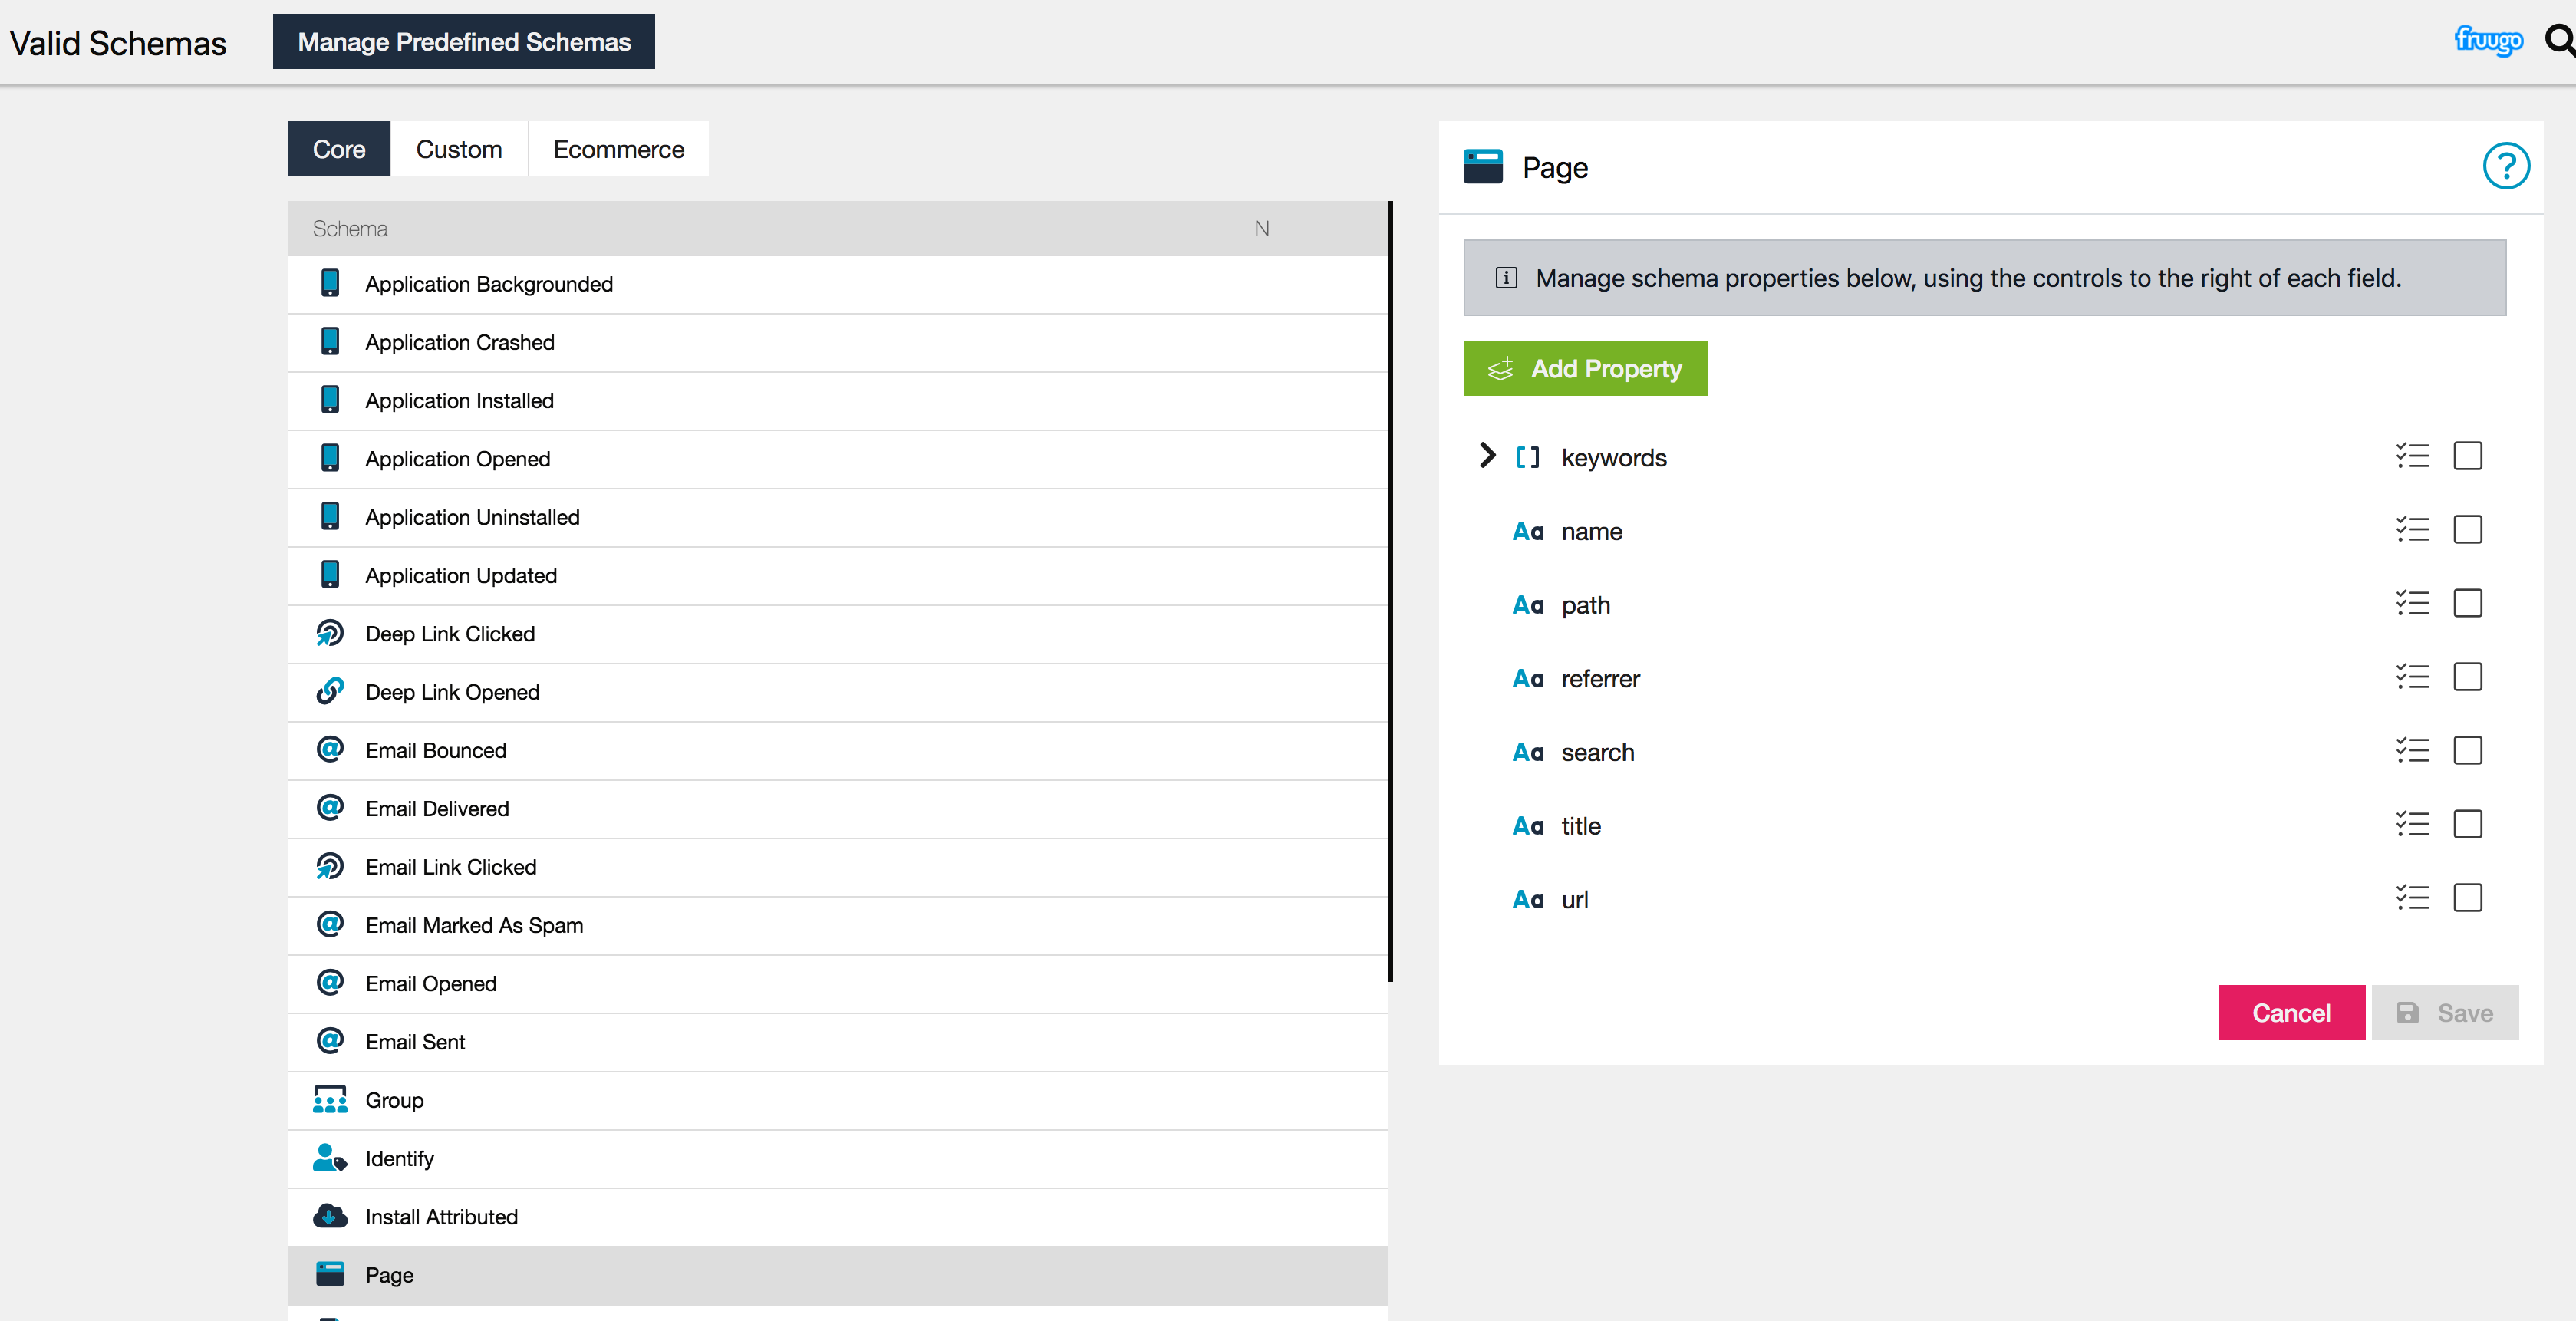 Valid Schemas
Manage Predefined Schemas
fruugo
Core
Custom
Ecommerce
Schema
N
Application Backgrounded
Application Crashed
Application Installed
Application Opened
Application Uninstalled
Application Updated
Deep Link Clicked
Deep Link Opened
Email Bounced
Email Delivered
Email Link Clicked
Email Marked As Spam
Email Opened
Email Sent
Group
Identify
Install Attributed
Page
Page
?
Manage schema properties below, using the controls to the right of each field.
Add Property
[] keywords
Aa name
Aa path
Aa referrer
Aa search
Aa title
Aa url
Cancel
Save